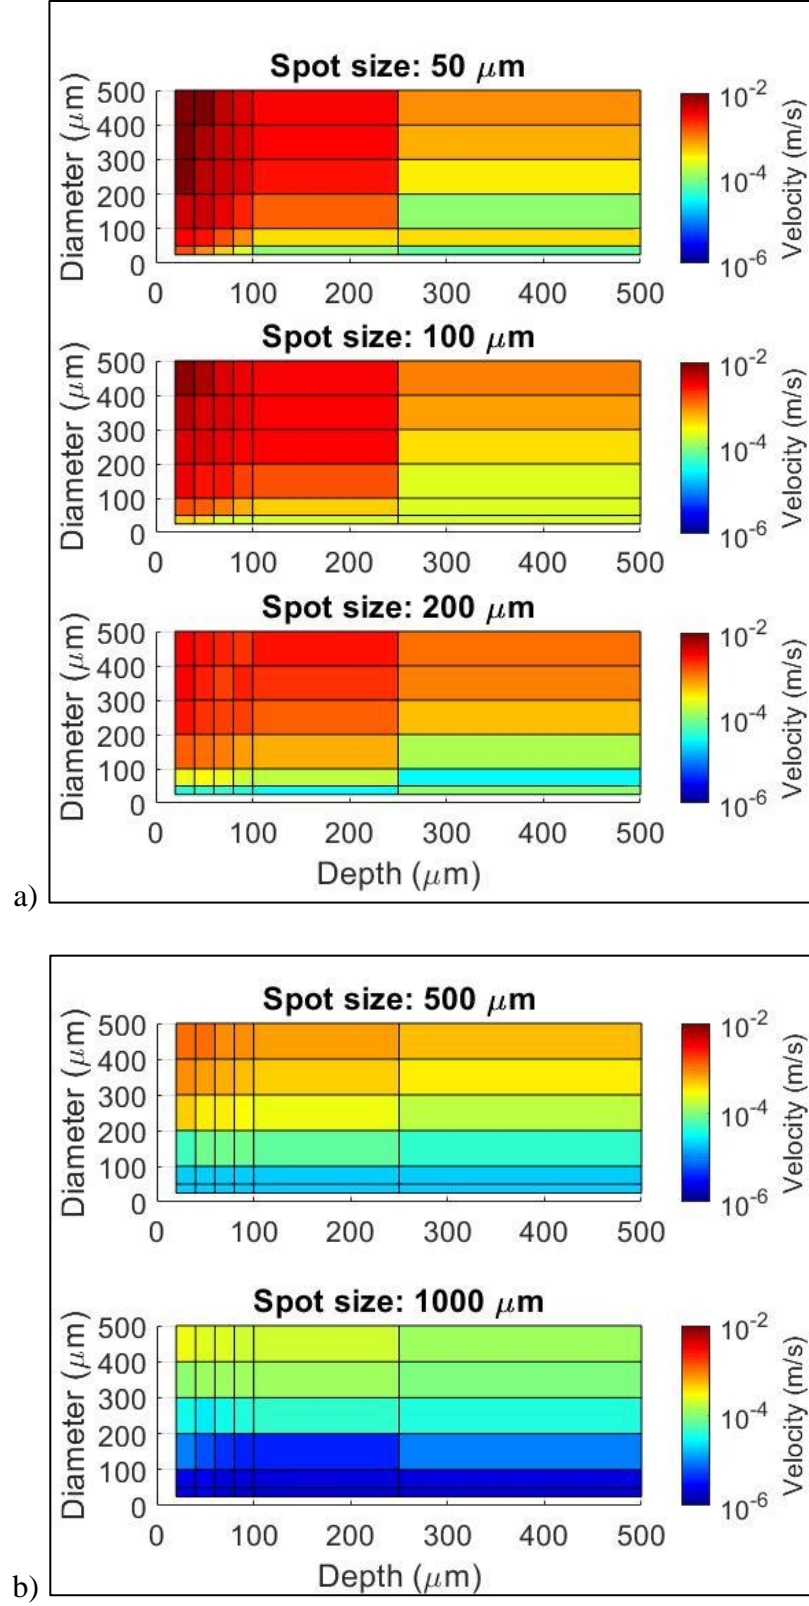 Spot size: 50 μm
Diameter (μm)
500
400
300
200
100
0
0 100 200 300 400 500
10-2
10-4
10-6
Velocity (m/s)
Spot size: 100 μm
Diameter (μm)
500
400
300
200
100
0
0 100 200 300 400 500
10-2
10-4
10-6
Velocity (m/s)
Spot size: 200 μm
Diameter (μm)
500
400
300
200
100
0
0 100 200 300 400 500
Depth (μm)
10-2
10-4
10-6
Velocity (m/s)
a)
Spot size: 500 μm
Diameter (μm)
500
400
300
200
100
0
0 100 200 300 400 500
10-2
10-4
10-6
Velocity (m/s)
Spot size: 1000 μm
Diameter (μm)
500
400
300
200
100
0
0 100 200 300 400 500
Depth (μm)
10-2
10-4
10-6
Velocity (m/s)
b)